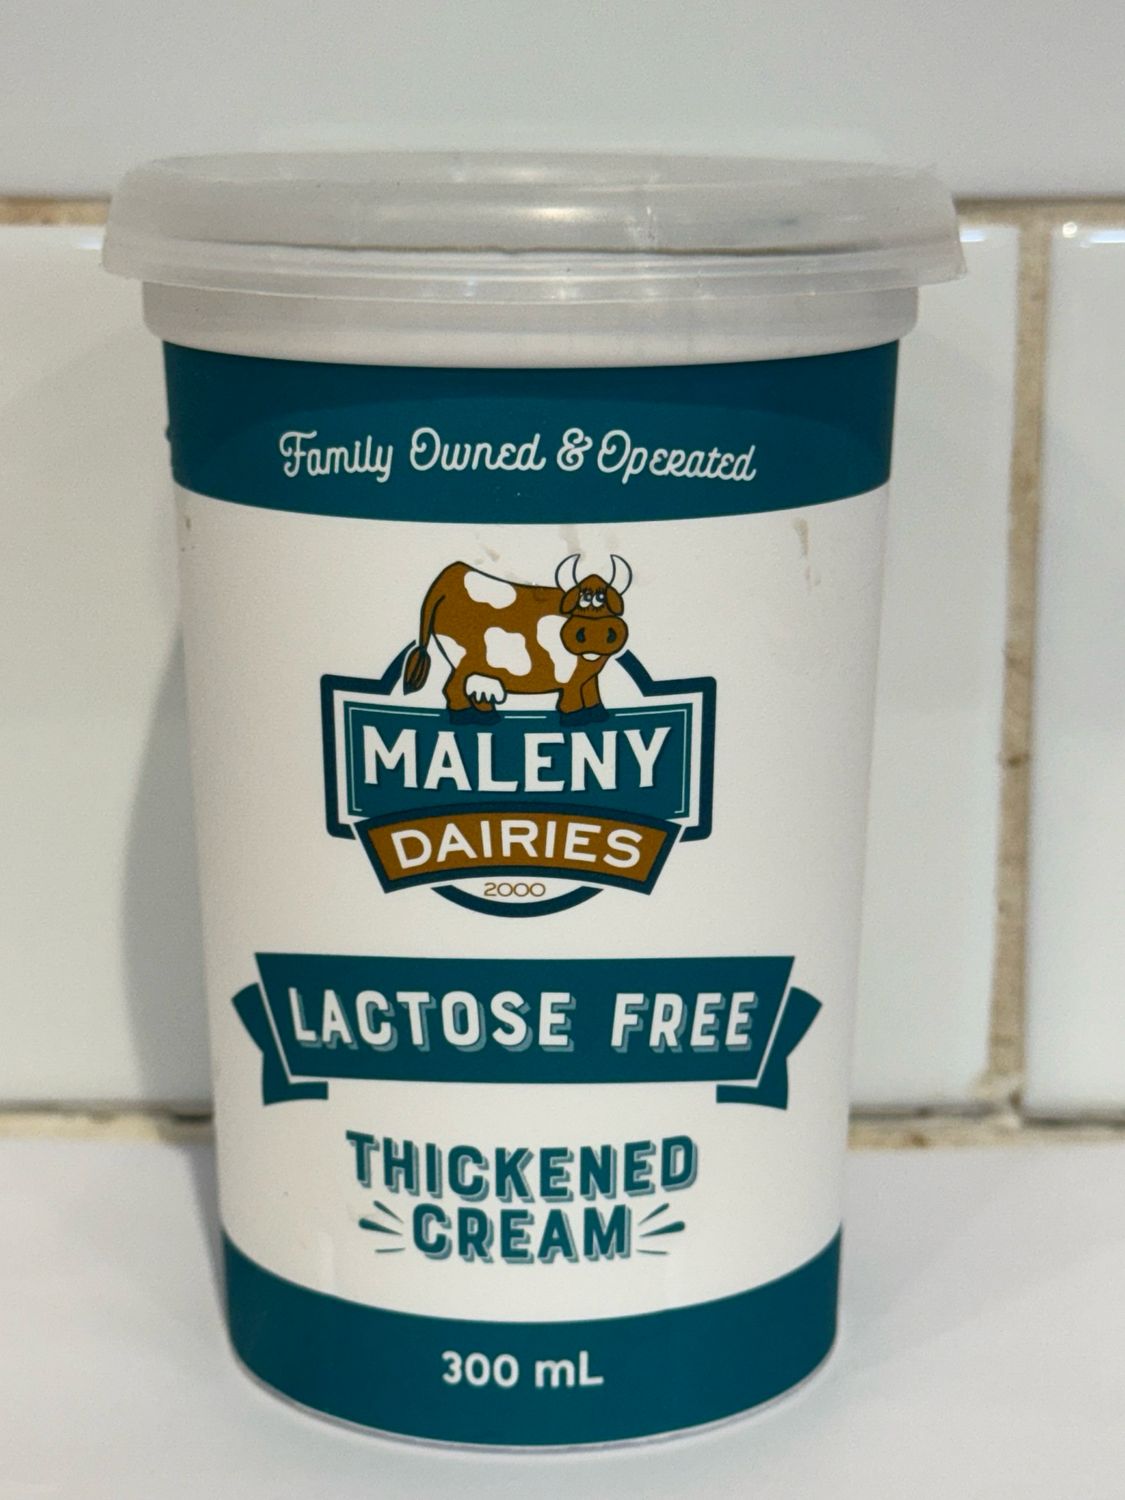 Family Owned & Operated
MALENY
DAIRIES
2000
LACTOSE FREE
THICKENED
CREAM
300 mL